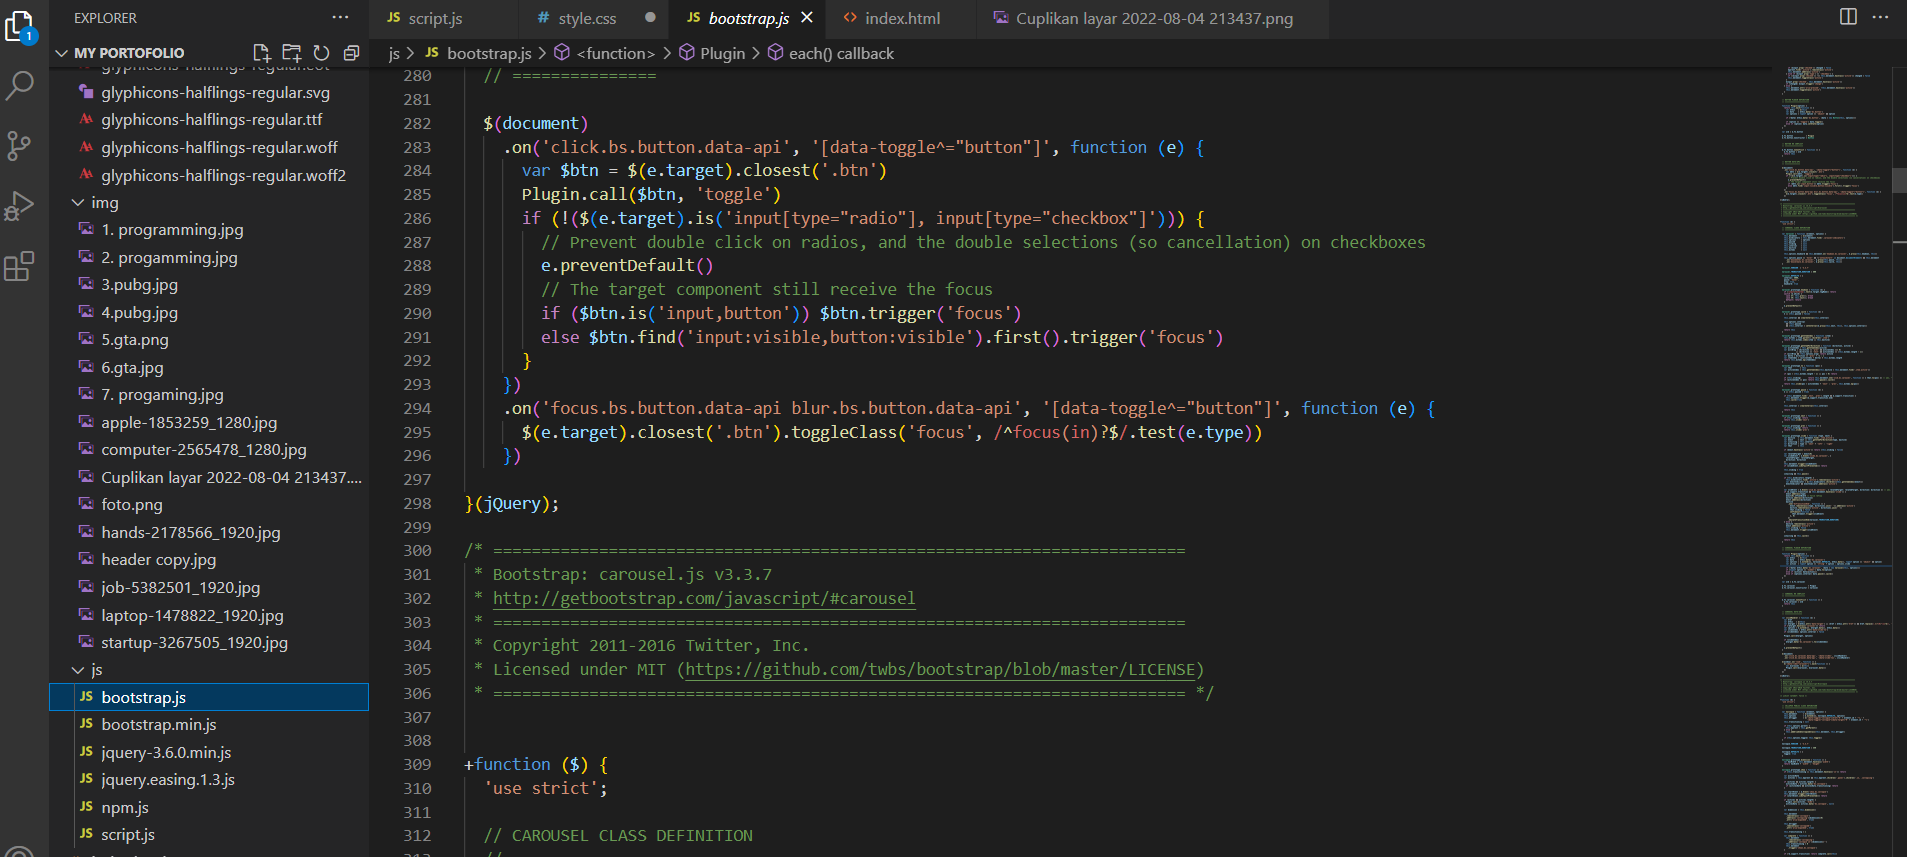 EXPLORER
MY PORTOFOLIO
glyphicons-halflings-regular.eot
glyphicons-halflings-regular.svg
glyphicons-halflings-regular.ttf
glyphicons-halflings-regular.woff
glyphicons-halflings-regular.woff2
img
1. programming.jpg
2. progamming.jpg
3.pubg.jpg
4.pubg.jpg
5.gta.png
6.gta.jpg
7. progaming.jpg
apple-1853259_1280.jpg
computer-2565478_1280.jpg
Cuplikan layar 2022-08-04 213437....
foto.png
hands-2178566_1920.jpg
header copy.jpg
job-5382501_1920.jpg
laptop-1478822_1920.jpg
startup-3267505_1920.jpg
js
JS bootstrap.js
JS bootstrap.min.js
JS jquery-3.6.0.min.js
JS jquery.easing.1.3.js
JS npm.js
JS script.js
1
JS script.js # style.css JS bootstrap.js <> index.html Cuplikan layar 2022-08-04 213437.png
js > JS bootstrap.js > <function> > Plugin > each() callback
280 // ===============
281
282 $(document)
283 .on('click.bs.button.data-api', '[data-toggle^="button"]', function (e) {
284 var $btn = $(e.target).closest('.btn')
285 Plugin.call($btn, 'toggle')
286 if (!($(e.target).is('input[type="radio"], input[type="checkbox"]'))) {
287 // Prevent double click on radios, and the double selections (so cancellation) on checkboxes
288 e.preventDefault()
289 // The target component still receive the focus
290 if ($btn.is('input,button')) $btn.trigger('focus')
291 else $btn.find('input:visible,button:visible').first().trigger('focus')
292 }
293 })
294 .on('focus.bs.button.data-api blur.bs.button.data-api', '[data-toggle^="button"]', function (e) {
295 $(e.target).closest('.btn').toggleClass('focus', /^focus(in)?$/.test(e.type))
296 })
297
298 }(jQuery);
299
300 /* ========================================================================
301 * Bootstrap: carousel.js v3.3.7
302 * http://getbootstrap.com/javascript/#carousel
303 * ========================================================================
304 * Copyright 2011-2016 Twitter, Inc.
305 * Licensed under MIT (https://github.com/twbs/bootstrap/blob/master/LICENSE)
306 * ======================================================================== */
307
308
309 +function ($) {
310 'use strict';
311
312 // CAROUSEL CLASS DEFINITION